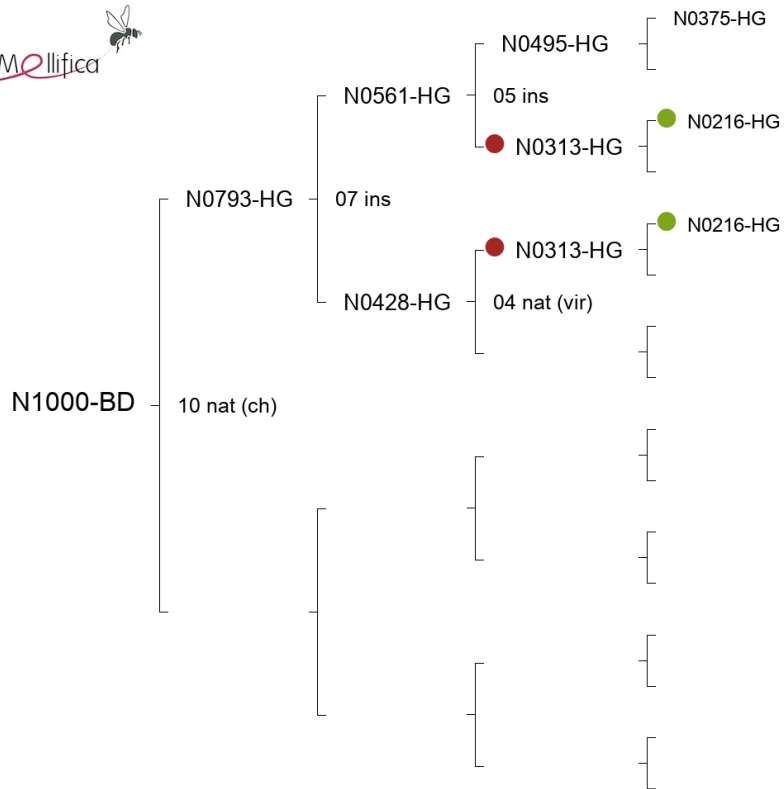 Mellifica
N0375-HG
N0495-HG
N0561-HG
05 ins
N0216-HG
N0313-HG
N0793-HG
07 ins
N0216-HG
N0313-HG
N0428-HG
04 nat (vir)
N1000-BD
10 nat (ch)